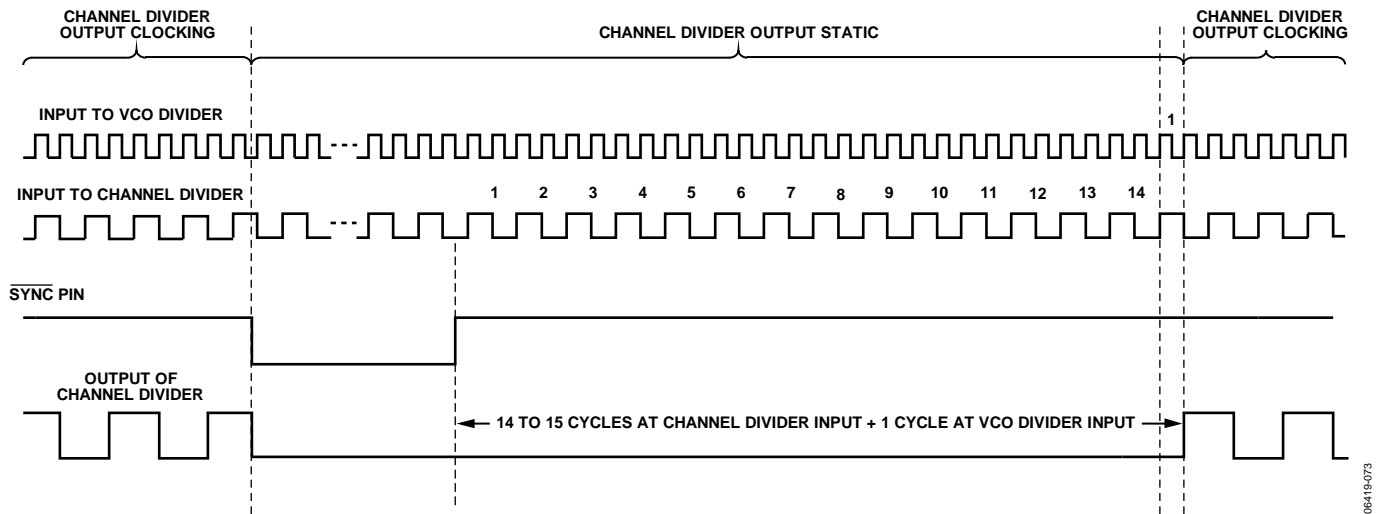 CHANNEL DIVIDER
OUTPUT CLOCKING
CHANNEL DIVIDER OUTPUT STATIC
CHANNEL DIVIDER
OUTPUT CLOCKING
INPUT TO VCO DIVIDER
1
INPUT TO CHANNEL DIVIDER
1 2 3 4 5 6 7 8 9 10 11 12 13 14
SYNC PIN
OUTPUT OF
CHANNEL DIVIDER
14 TO 15 CYCLES AT CHANNEL DIVIDER INPUT + 1 CYCLE AT VCO DIVIDER INPUT
06419-073